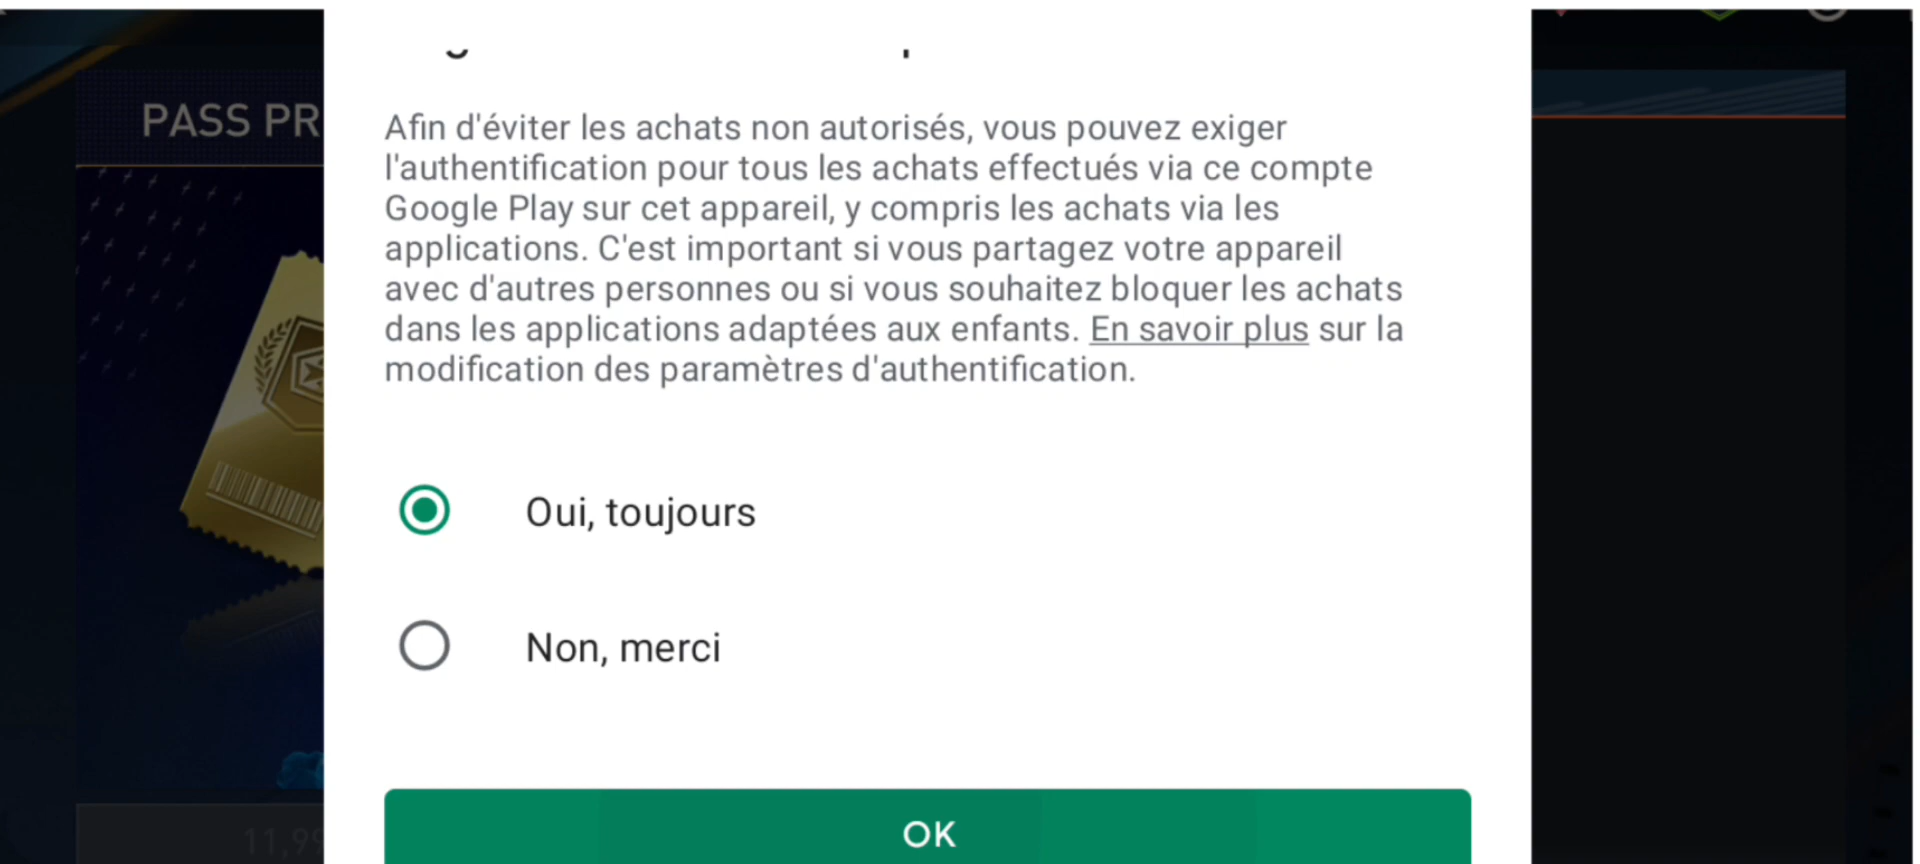 PASS PR
Afin d'éviter les achats non autorisés, vous pouvez exiger
l'authentification pour tous les achats effectués via ce compte
Google Play sur cet appareil, y compris les achats via les
applications. C'est important si vous partagez votre appareil
avec d'autres personnes ou si vous souhaitez bloquer les achats
dans les applications adaptées aux enfants. En savoir plus sur la
modification des paramètres d'authentification.
Oui, toujours
Non, merci
11,99
OK